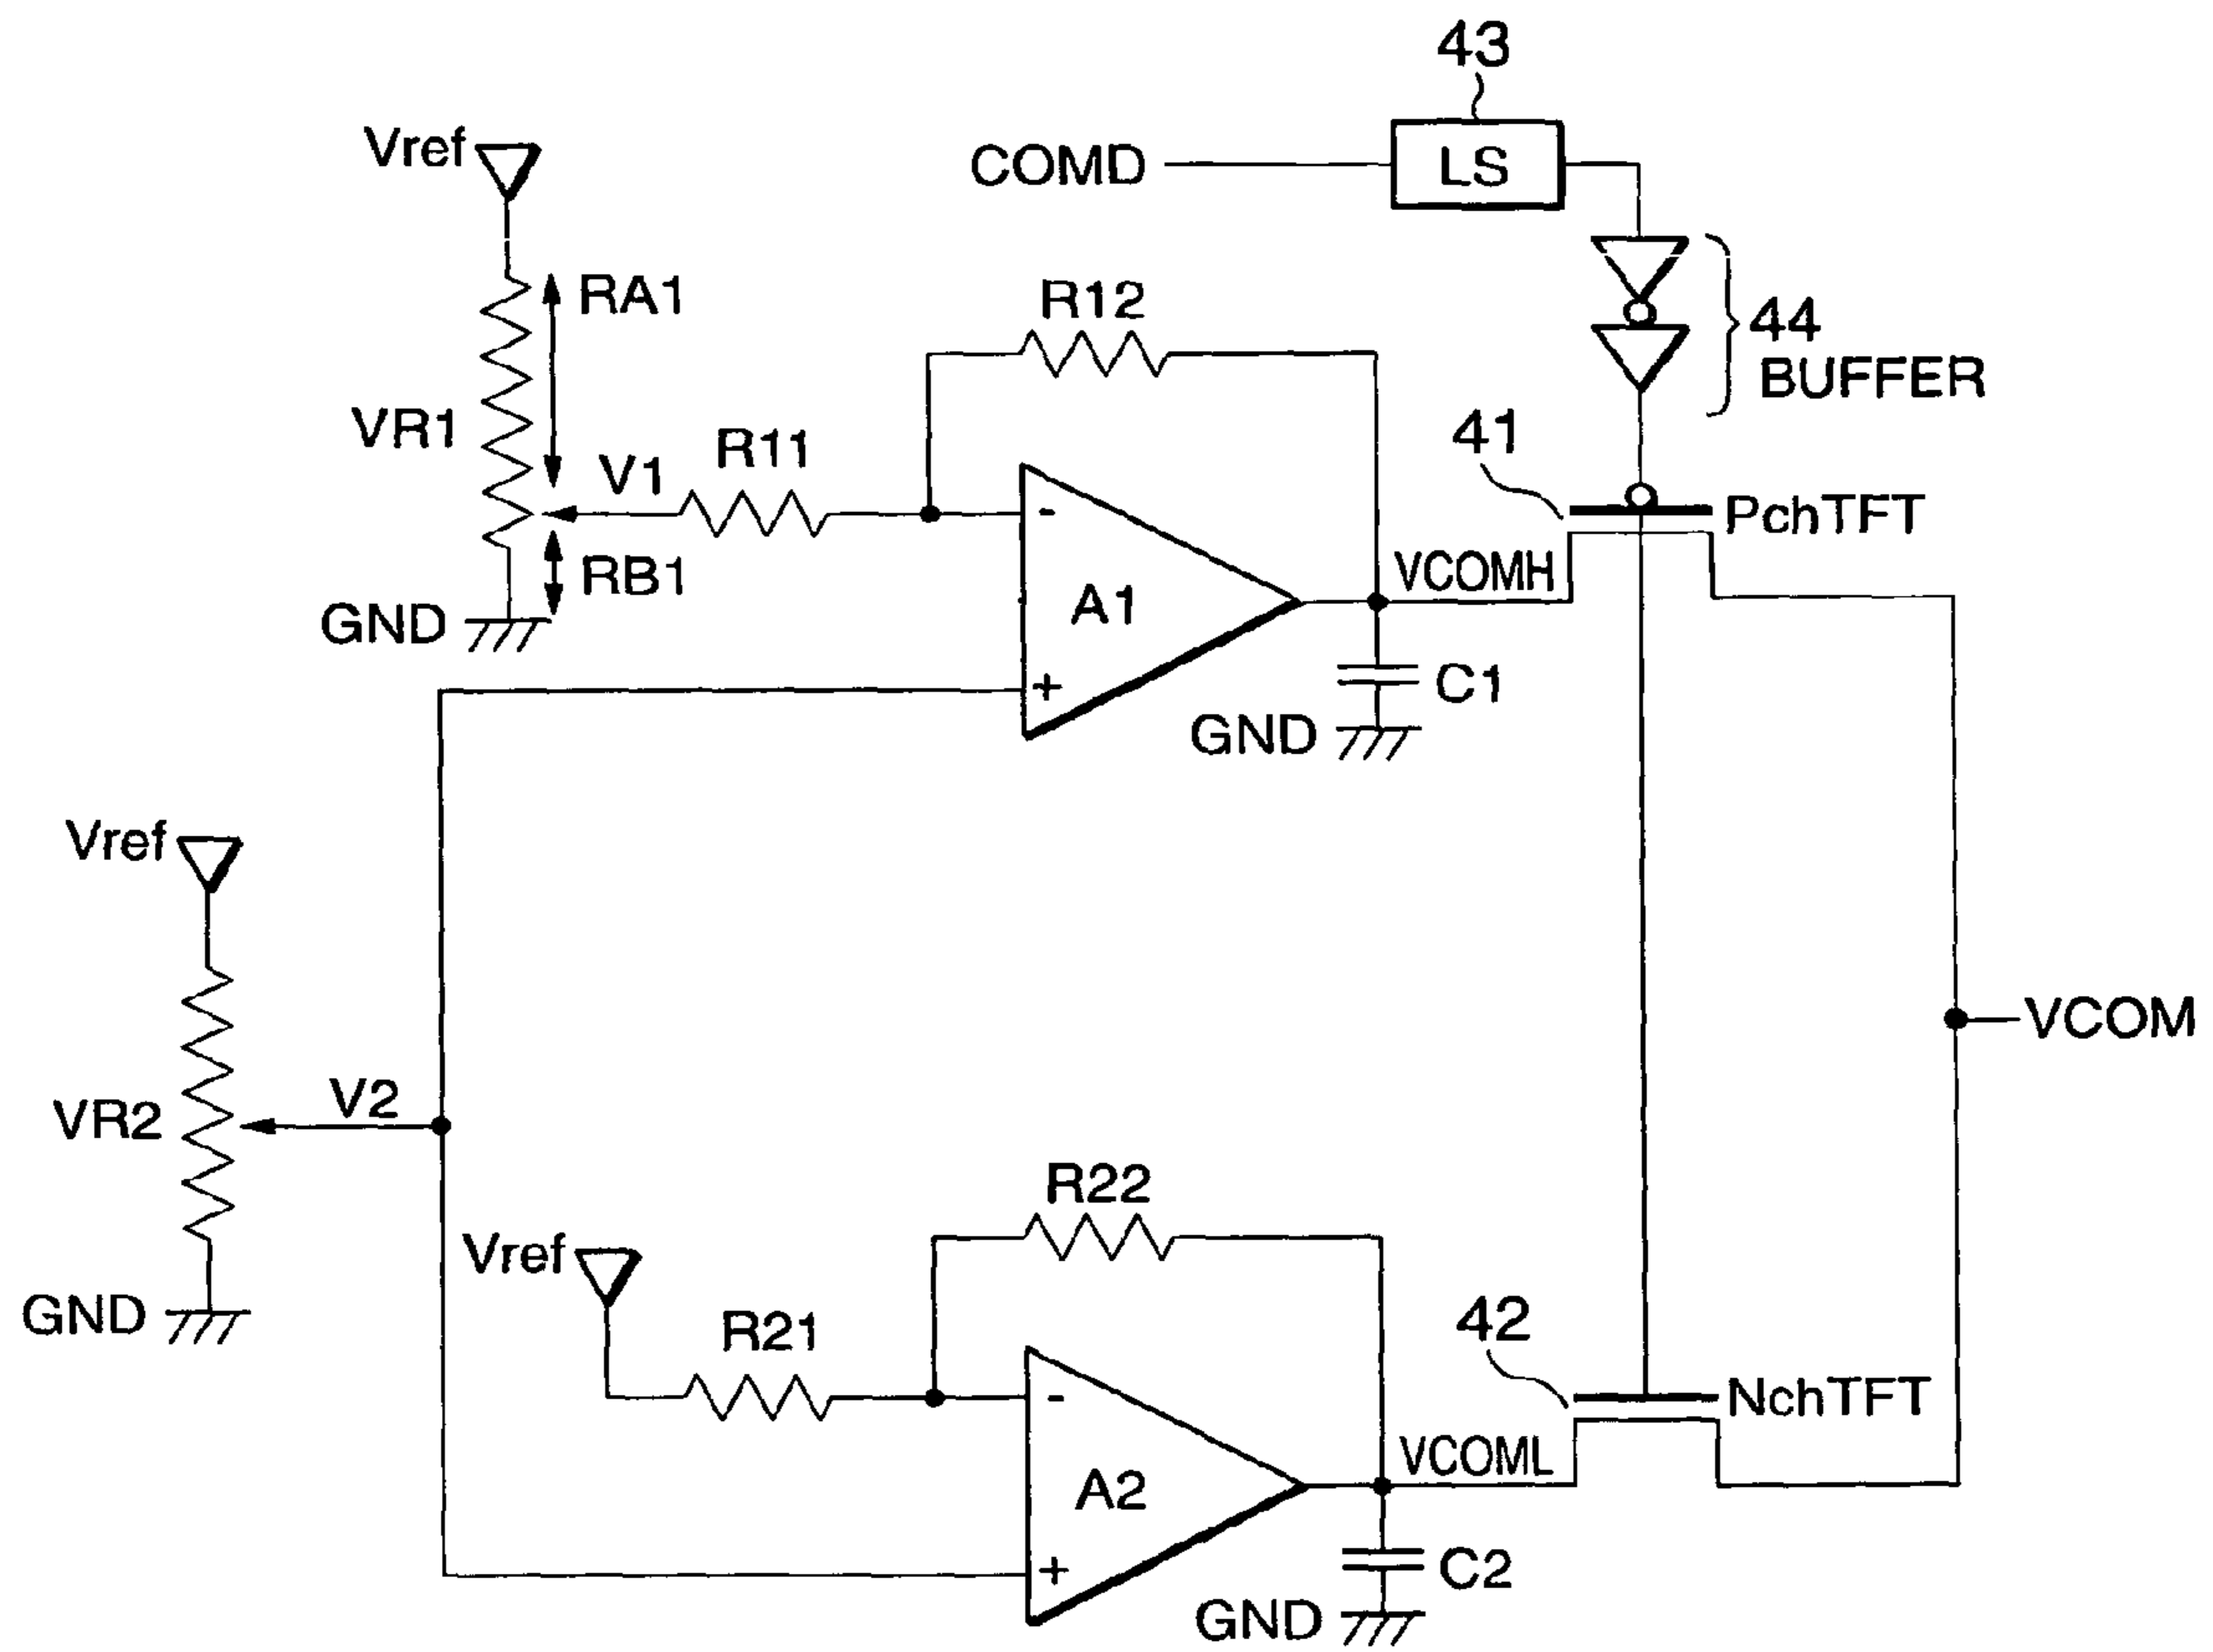 43
Vref
COMD
LS
RA1
R12
44
BUFFER
VR1
V1
R11
41
PchTFT
-
A1
VCOMH
RB1
GND
+
C1
GND
Vref
VCOM
VR2
V2
R22
Vref
GND
R21
42
NchTFT
-
A2
VCOML
+
C2
GND